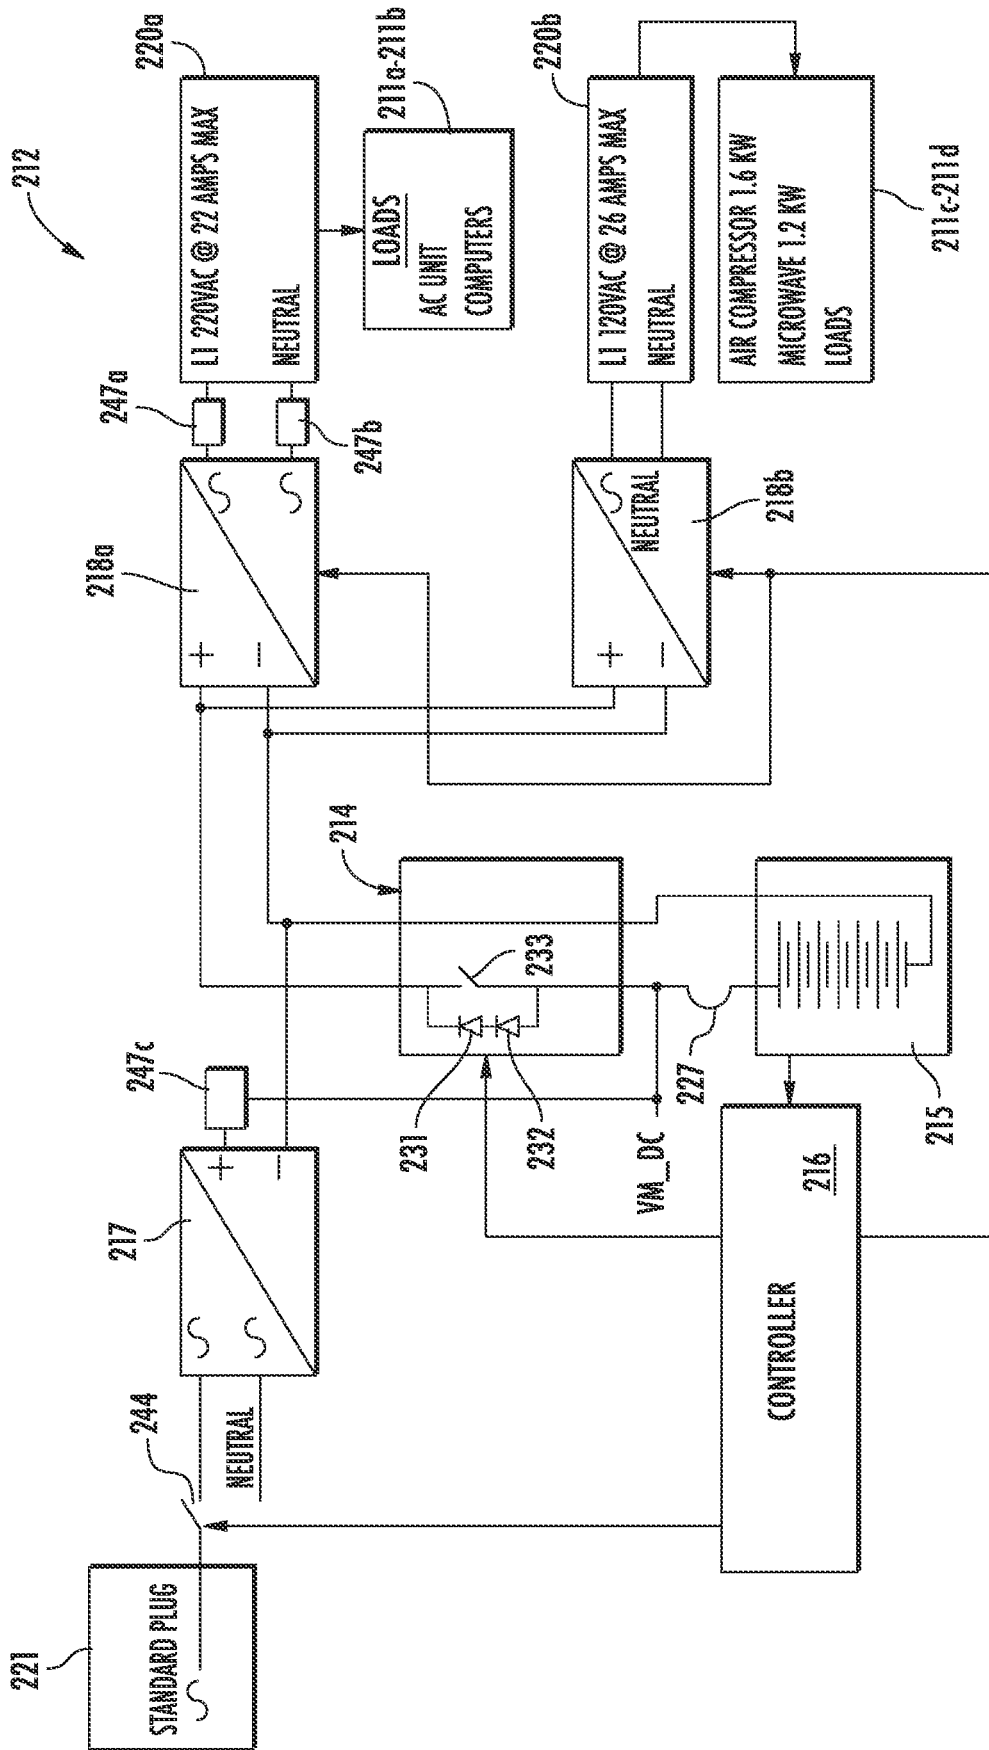 212
221
STANDARD PLUG
244
NEUTRAL
217
+
−
247c
218a
+
−
247a
247b
220a
L1 220VAC @ 22 AMPS MAX
NEUTRAL
LOADS
AC UNIT
COMPUTERS
211a-211b
214
231
232
233
VM_DC
227
215
CONTROLLER
216
+
−
NEUTRAL
218b
220b
L1 120VAC @ 26 AMPS MAX
NEUTRAL
AIR COMPRESSOR 1.6 KW
MICROWAVE 1.2 KW
LOADS
211c-211d